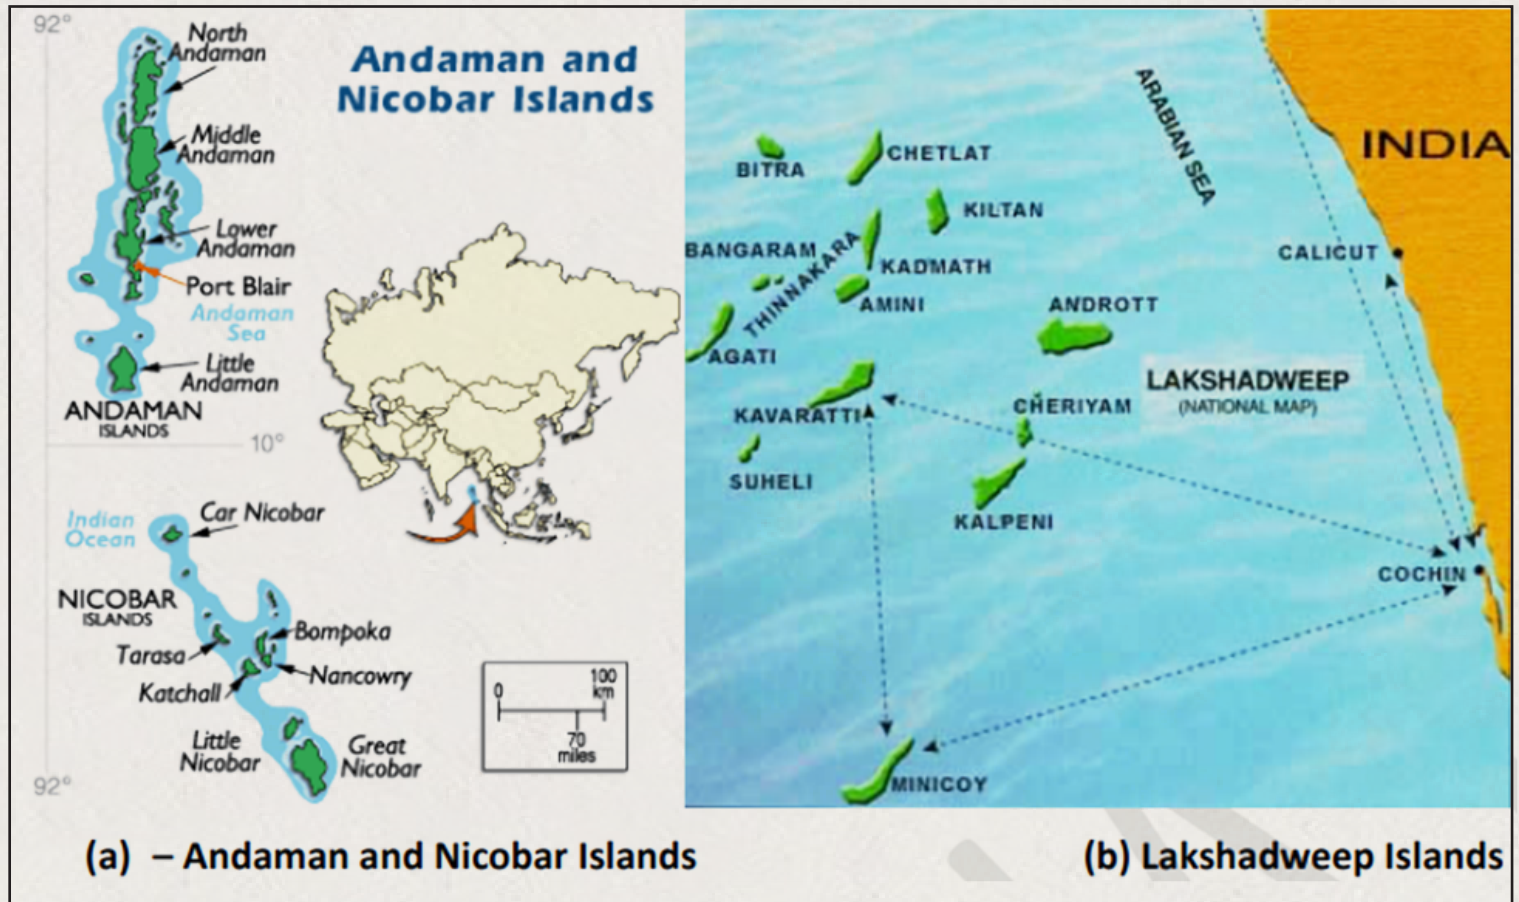 92°
North
Andaman
Middle
Andaman
Lower
Andaman
Port Blair
Andaman
Sea
Little
Andaman
ANDAMAN
ISLANDS
10°
Indian
Ocean
Car Nicobar
NICOBAR
ISLANDS
Bompoka
Tarasa
Nancowry
Katchall
Little
Nicobar
Great
Nicobar
92°
Andaman and
Nicobar Islands
0
100
km
70
miles
(a) – Andaman and Nicobar Islands
ARABIAN SEA
INDIA
BITRA
CHETLAT
KILTAN
BANGARAM
THINNAKARA
KADMATH
CALICUT
AMINI
ANDROTT
AGATI
LAKSHADWEEP
(NATIONAL MAP)
KAVARATTI
CHERIYAM
SUHELI
KALPENI
COCHIN
MINICOY
(b) Lakshadweep Islands